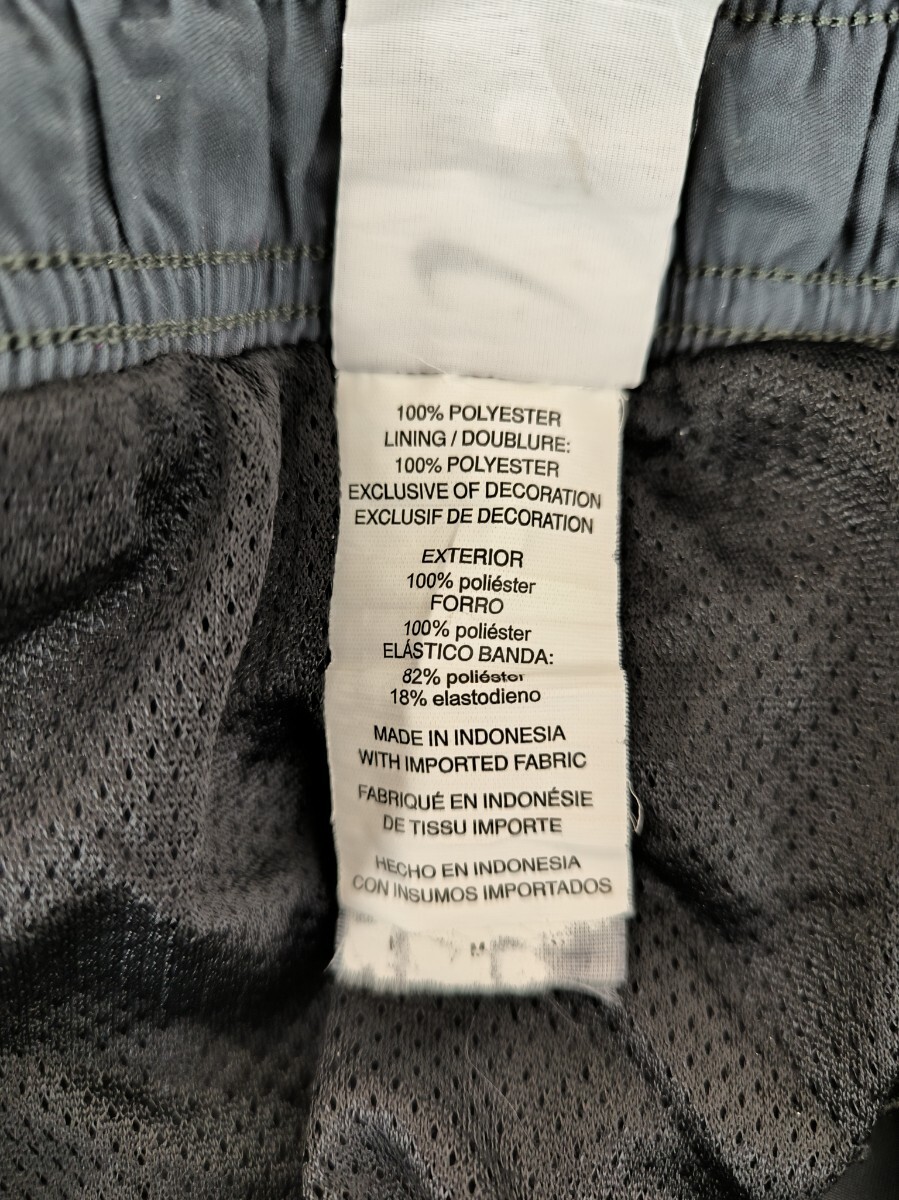 100% POLYESTER
LINING / DOUBLURE:
100% POLYESTER
EXCLUSIVE OF DECORATION
EXCLUSIF DE DECORATION
EXTERIOR
100% poliéster
FORRO
100% poliéster
ELÁSTICO BANDA:
82% poliéster
18% elastodieno
MADE IN INDONESIA
WITH IMPORTED FABRIC
FABRIQUÉ EN INDONÉSIE
DE TISSU IMPORTE
HECHO EN INDONESIA
CON INSUMOS IMPORTADOS